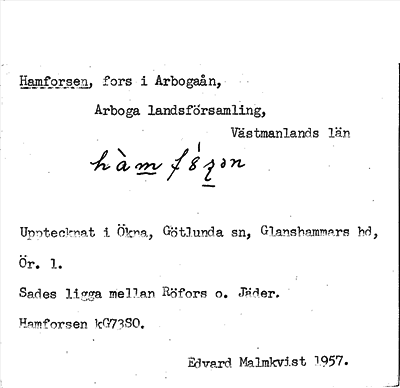 Hamforsen, fors i Arbogaån,
Arboga landsförsamling,
Västmanlands län
Upptecknat i Ökna, Götlunda sn, Glanshammars hd,
Ör. l.
Sades ligga mellan Röfors o. Jäder.
Hamforsen kG73SO.
Edvard Malmkvist 1957.